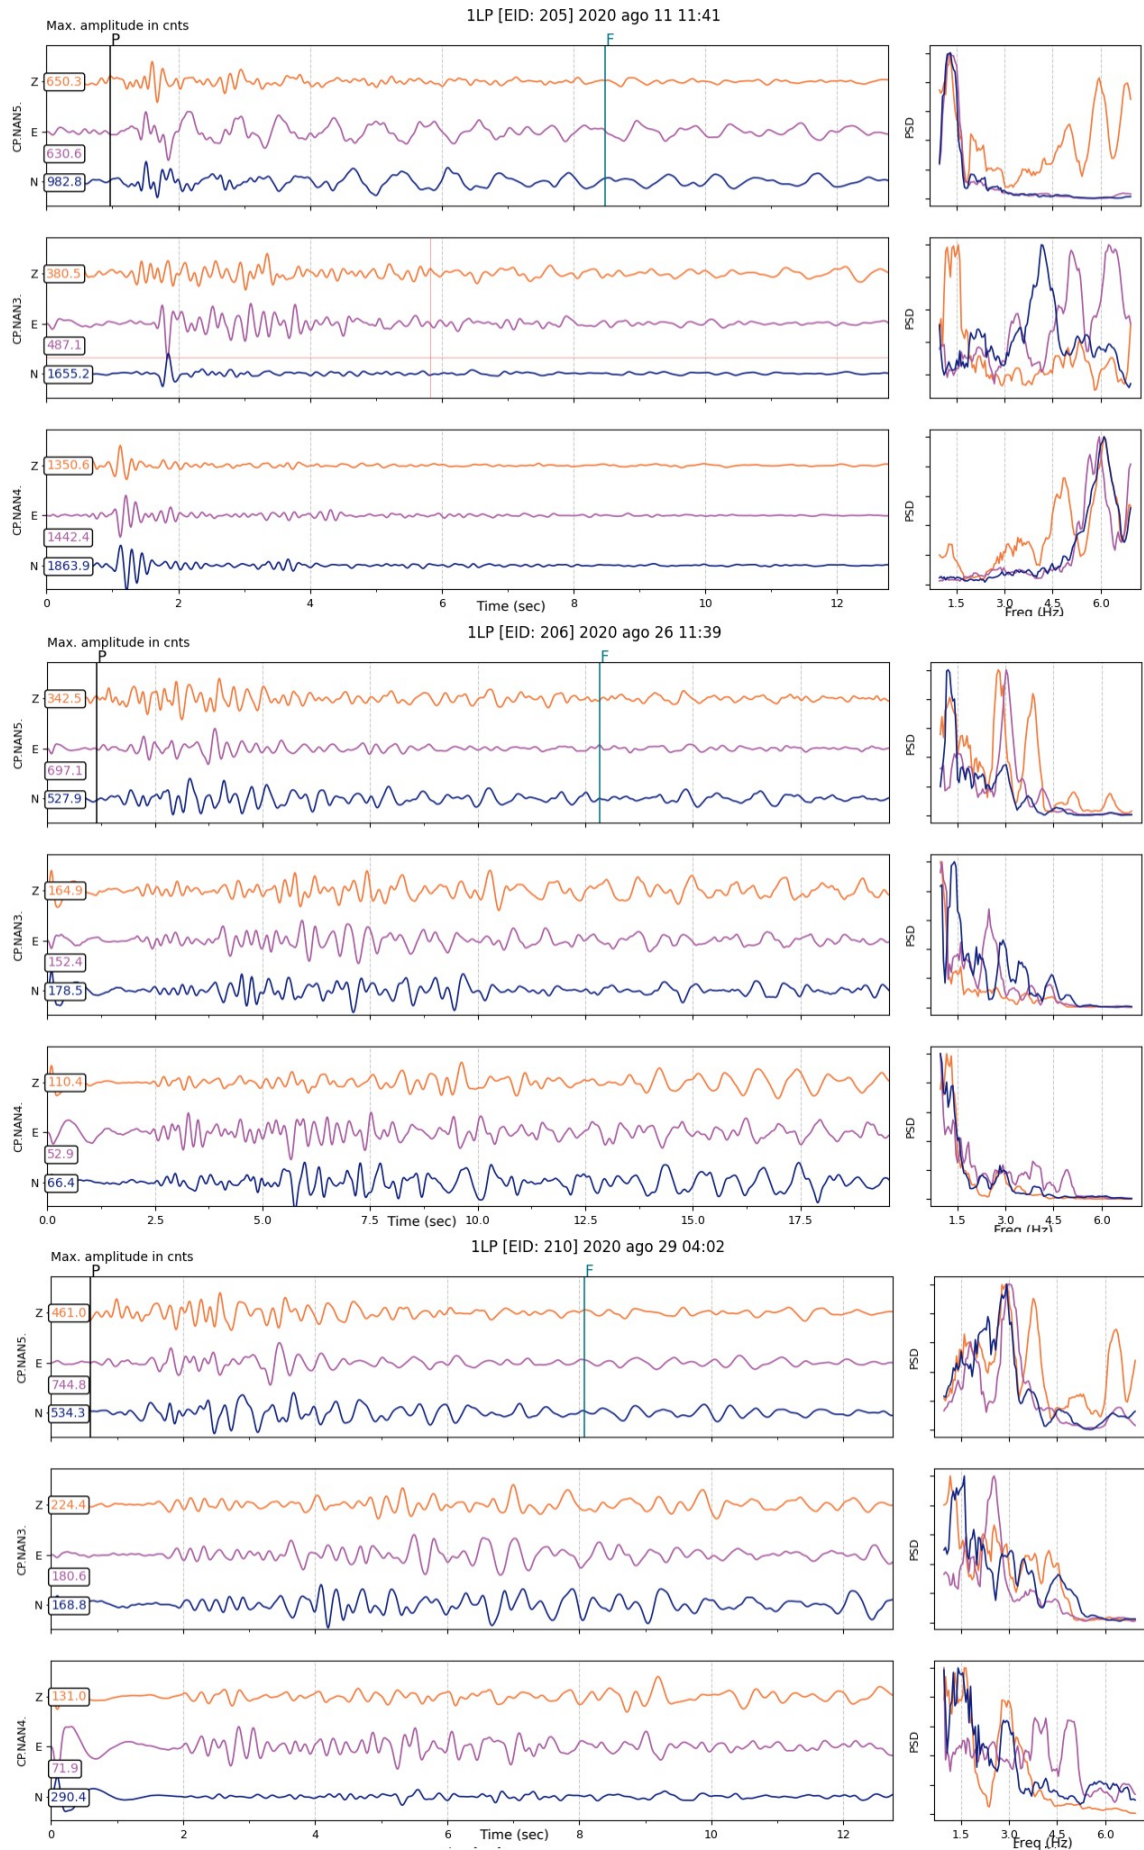 1LP [EID: 205] 2020 ago 11 11:41
Max. amplitude in cnts
P
F
CP.NAN5.
Z 650.3
E
630.6
N 982.8
PSD
CP.NAN3.
Z 380.5
E
487.1
N 1655.2
PSD
CP.NAN4.
Z 1350.6
E
1442.4
N 1863.9
PSD
0 2 4 6 8 10 12
Time (sec)
1.5 3.0 4.5 6.0
Freq (Hz)
1LP [EID: 206] 2020 ago 26 11:39
Max. amplitude in cnts
P
F
CP.NAN5.
Z 342.5
E
697.1
N 527.9
PSD
CP.NAN3.
Z 164.9
E
152.4
N 178.5
PSD
CP.NAN4.
Z 110.4
E
52.9
N 66.4
PSD
0.0 2.5 5.0 7.5 10.0 12.5 15.0 17.5
Time (sec)
1.5 3.0 4.5 6.0
Freq (Hz)
1LP [EID: 210] 2020 ago 29 04:02
Max. amplitude in cnts
P
F
CP.NAN5.
Z 461.0
E
744.8
N 534.3
PSD
CP.NAN3.
Z 224.4
E
180.6
N 168.8
PSD
CP.NAN4.
Z 131.0
E
71.9
N 290.4
PSD
0 2 4 6 8 10 12
Time (sec)
1.5 3.0 4.5 6.0
Freq (Hz)